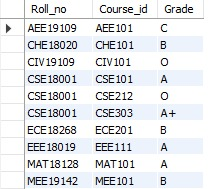 Roll_no Course_id Grade
AEE19109 AEE101 C
CHE18020 CHE101 B
CIV19109 CIV101 O
CSE18001 CSE101 A
CSE18001 CSE212 O
CSE18001 CSE303 A+
ECE18268 ECE201 B
EEE18019 EEE111 A
MAT18128 MAT101 A
MEE19142 MEE101 B